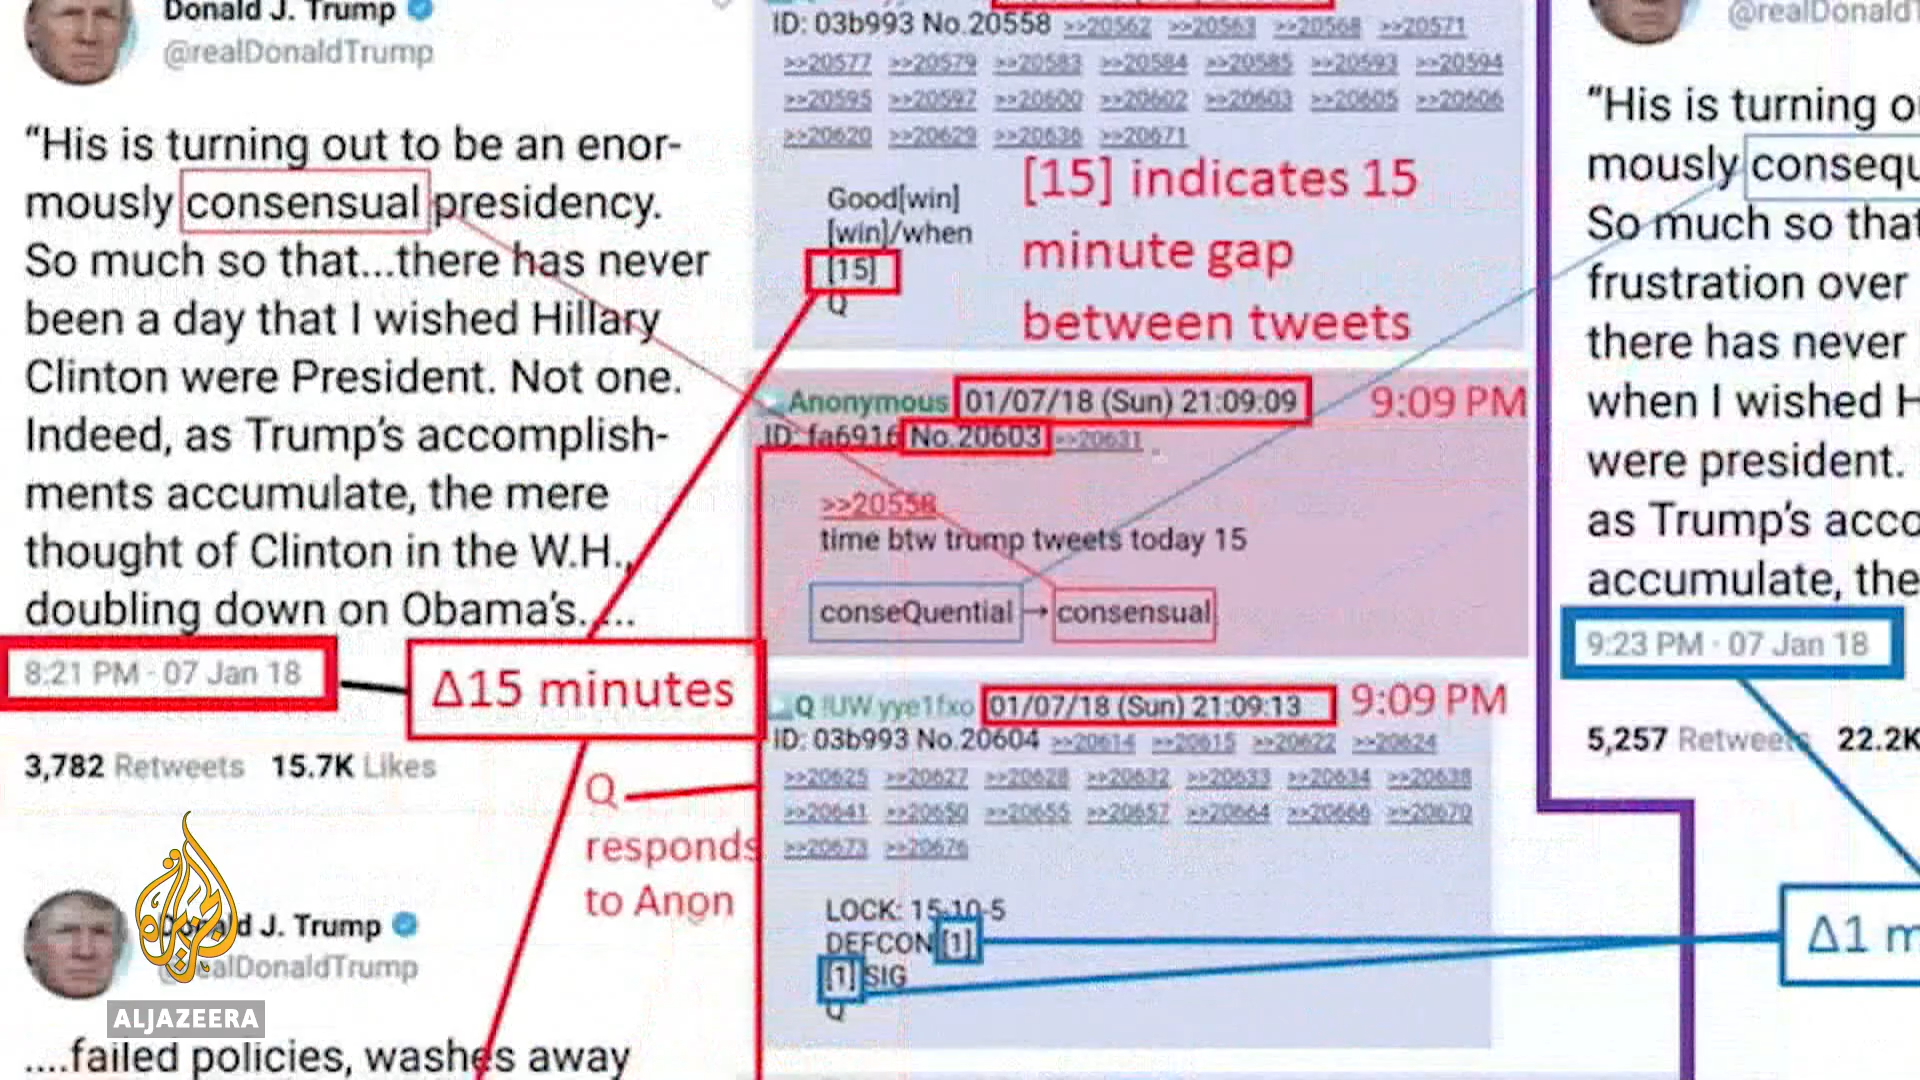 Donald J. Trump
@realDonaldTrump
“His is turning out to be an enor-
mously consensual presidency.
So much so that...there has never
been a day that I wished Hillary
Clinton were President. Not one.
Indeed, as Trump’s accomplish-
ments accumulate, the mere
thought of Clinton in the W.H.,
doubling down on Obama’s.....
8:21 PM · 07 Jan 18
3,782 Retweets 15.7K Likes
Donald J. Trump
@realDonaldTrump
....failed policies, washes away
ALJAZEERA
الجزيرة
Δ15 minutes
Q
responds
to Anon
ID: 03b993 No.20558 >>20562 >>20563 >>20568 >>20571
>>20577 >>20579 >>20583 >>20584 >>20585 >>20593 >>20594
>>20595 >>20597 >>20600 >>20602 >>20603 >>20605 >>20606
>>20620 >>20629 >>20636 >>20671
Good[win]
[win]/when
[15]
Q
[15] indicates 15
minute gap
between tweets
Anonymous 01/07/18 (Sun) 21:09:09 9:09 PM
ID: fa6916 No.20603 >>20631
>>20558
time btw trump tweets today 15
conseQuential→consensual
Q !UW.yye1fxo 01/07/18 (Sun) 21:09:13 9:09 PM
ID: 03b993 No.20604 >>20614 >>20615 >>20622 >>20624
>>20625 >>20627 >>20628 >>20632 >>20633 >>20634 >>20638
>>20641 >>20650 >>20655 >>20657 >>20664 >>20666 >>20670
>>20673 >>20676
LOCK: 15-10-5
DEFCON[1]
[1]SIG
Q
@realDonaldT
“His is turning o
mously consequ
So much so that
frustration over
there has never
when I wished H
were president.
as Trump’s acco
accumulate, the
9:23 PM · 07 Jan 18
5,257 Retweets 22.2K
Δ1 m